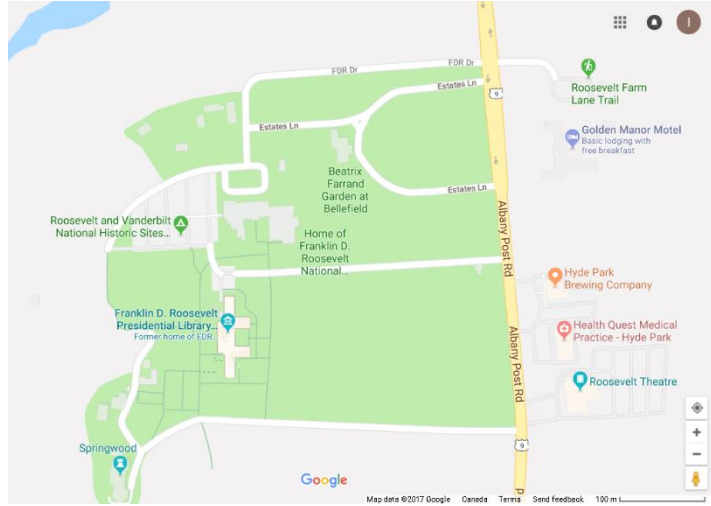 FDR Dr
FDR Dr
Roosevelt Farm
Lane Trail
Estates Ln
9
Golden Manor Motel
Basic lodging with
free breakfast
Estates Ln
Beatrix
Farrand
Garden at
Bellefield
Estates Ln
Roosevelt and Vanderbilt
National Historic Sites...
Home of
Franklin D.
Roosevelt
National...
Albany Post Rd
Hyde Park
Brewing Company
Franklin D. Roosevelt
Presidential Library...
Former home of FDR...
Health Quest Medical
Practice - Hyde Park
Albany Post Rd
Roosevelt Theatre
Springwood
9
Google
P
Map data ©2017 Google Canada Terms Send feedback 100 m
I